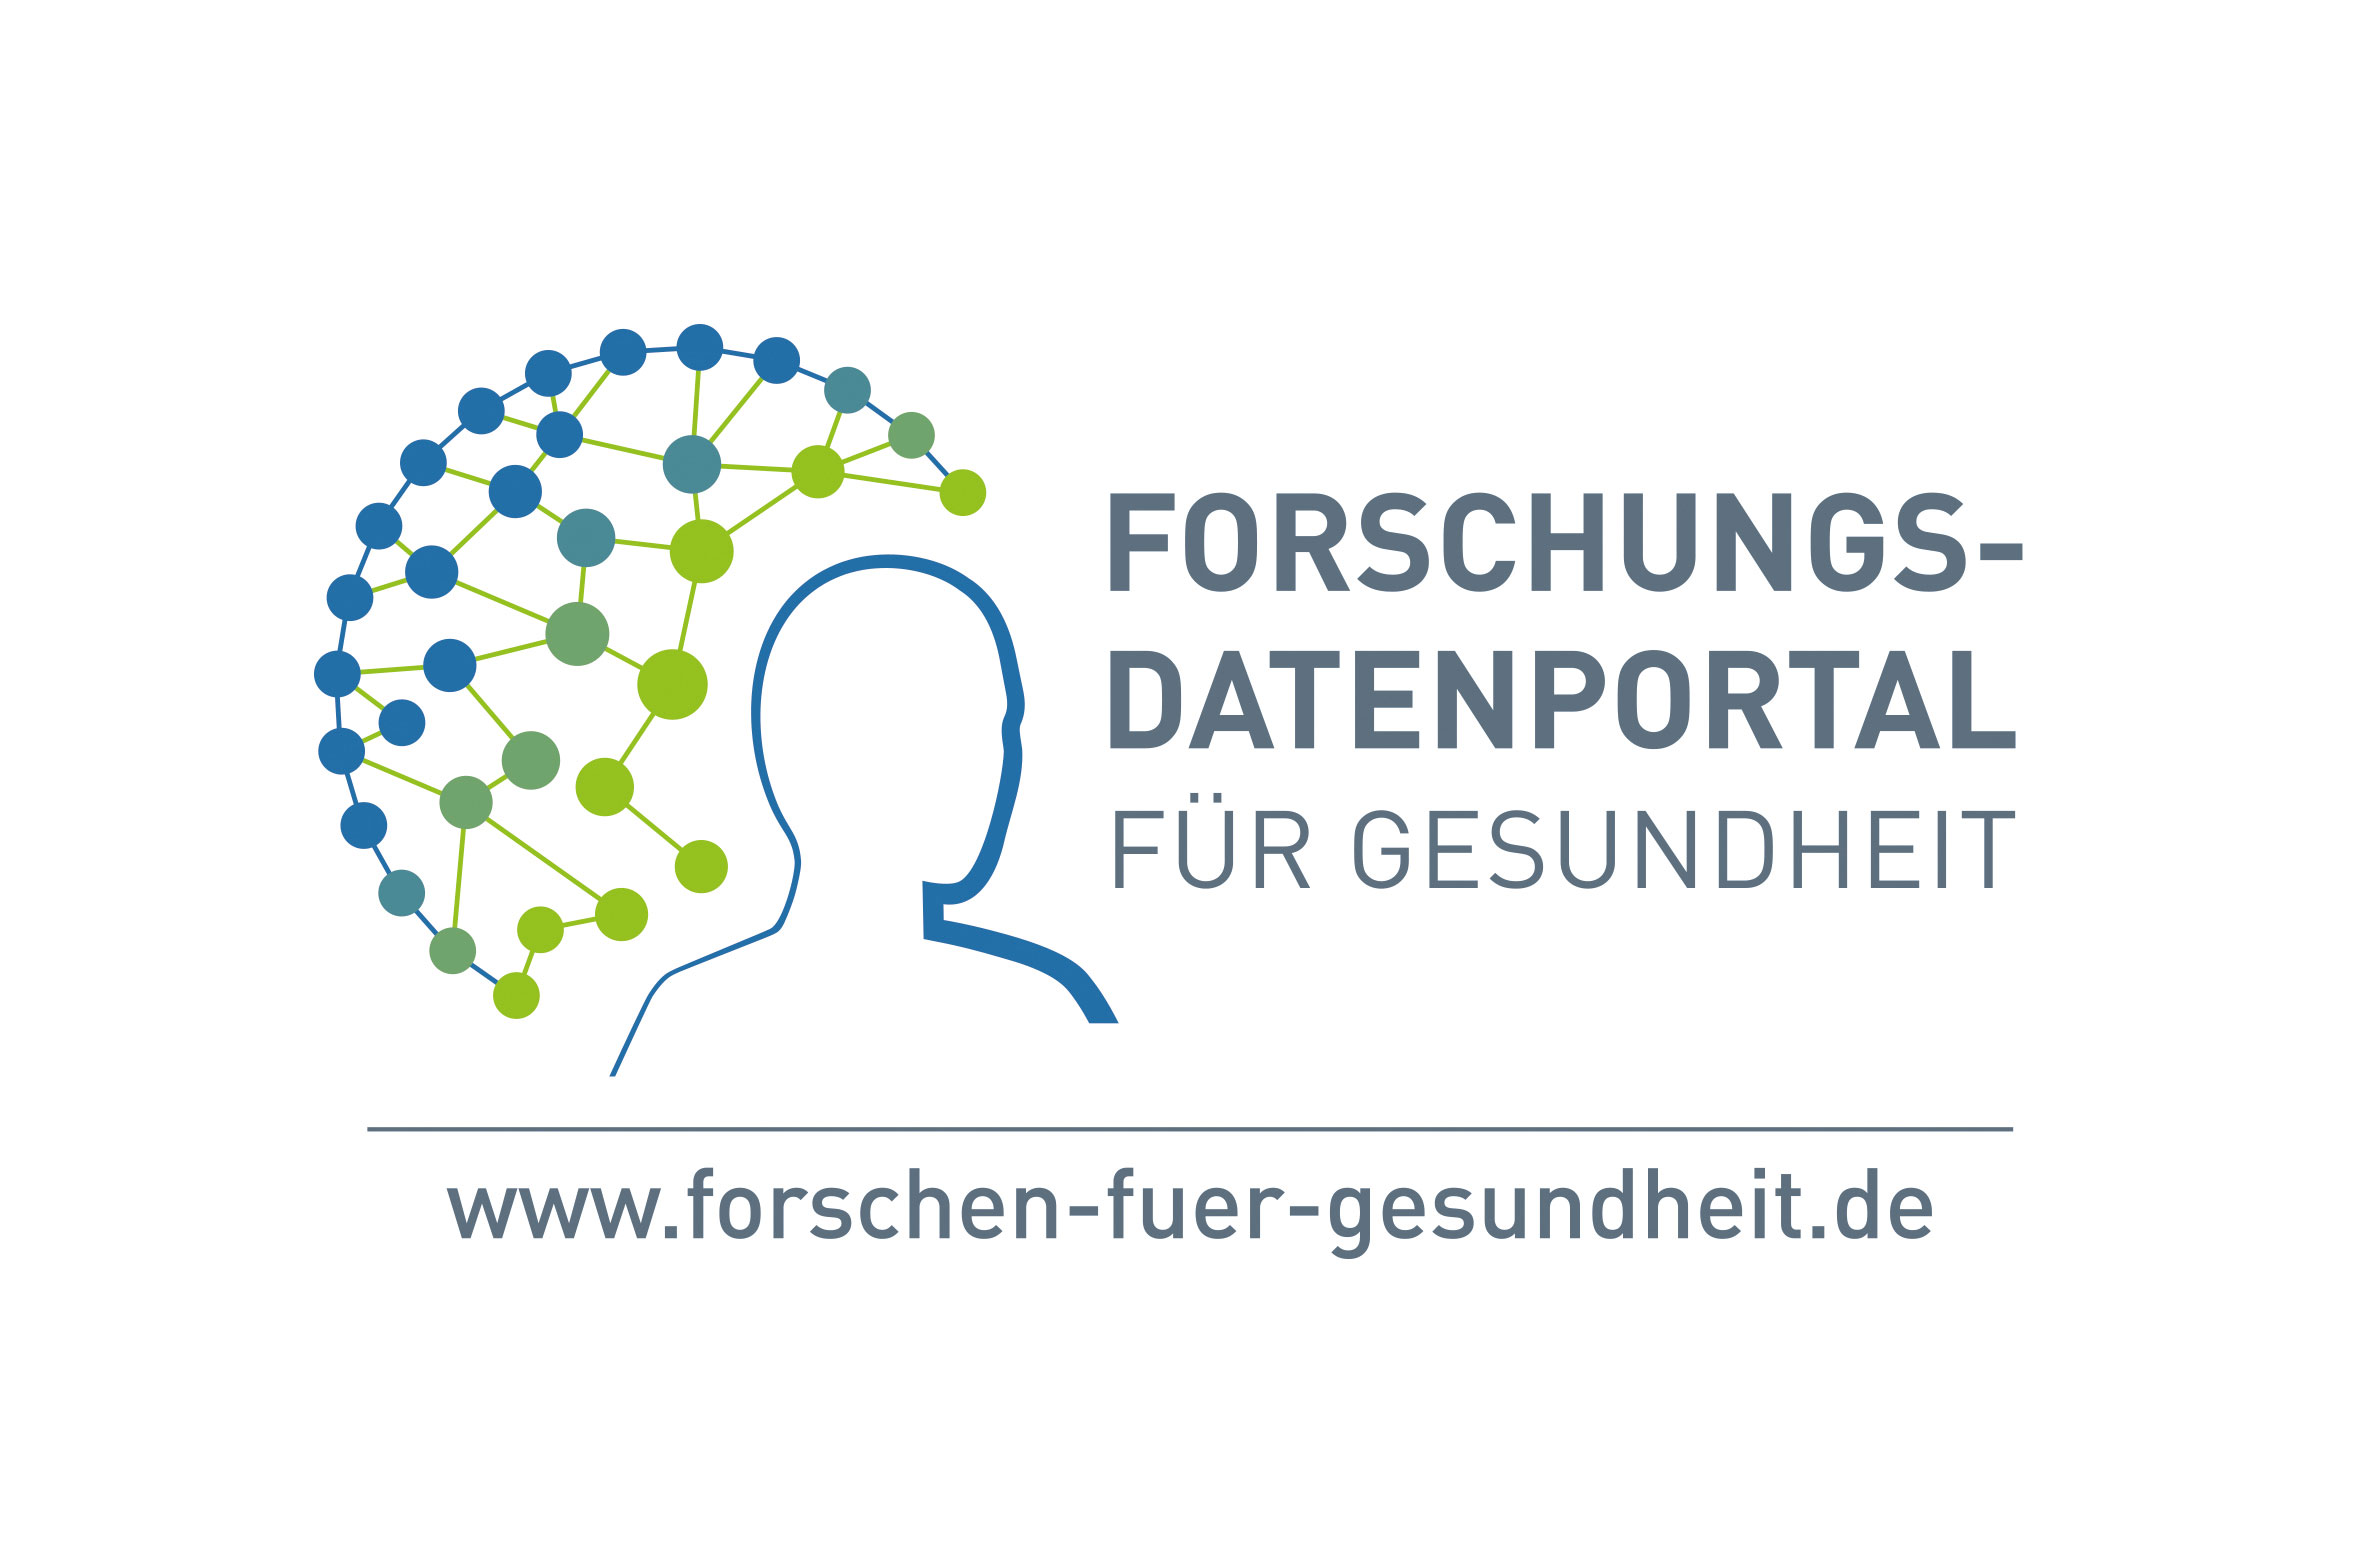 FORSCHUNGS-
DATENPORTAL
FÜR GESUNDHEIT
www.forschen-fuer-gesundheit.de